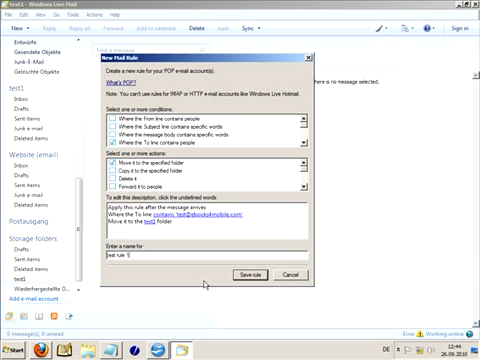 test1 - Windows Live Mail
File Edit View Go Tools Actions Help
New Reply Reply all Forward Add to calendar Delete Sync Sign in
Entwürfe
Gesendete Objekte
Junk-E-Mail
Gelöschte Objekte
test1
Inbox
Drafts
Sent items
Junk e-mail
Deleted items
Website (email)
Inbox
Drafts
Sent items
Junk e-mail
Deleted items
Postausgang
Storage folders
Drafts
Sent items
Deleted items
test1
Wiederhergestellte O...
Add e-mail account
Find a message
here is no message selected.
New Mail Rule
Create a new rule for your POP e-mail account(s).
What's POP?
Note: You can't use rules for IMAP or HTTP e-mail accounts like Windows Live Hotmail.
Select one or more conditions:
Where the From line contains people
Where the Subject line contains specific words
Where the message body contains specific words
Where the To line contains people
Select one or more actions:
Move it to the specified folder
Copy it to the specified folder
Delete it
Forward it to people
To edit this description, click the underlined words:
Apply this rule after the message arrives
Where the To line contains 'test@ebooks4mobile.com'
Move it to the test1 folder
Enter a name for
test rule 1
Save rule Cancel
0 message(s), 0 unread
Error Working online
Start
DE
12:44
26.09.2010